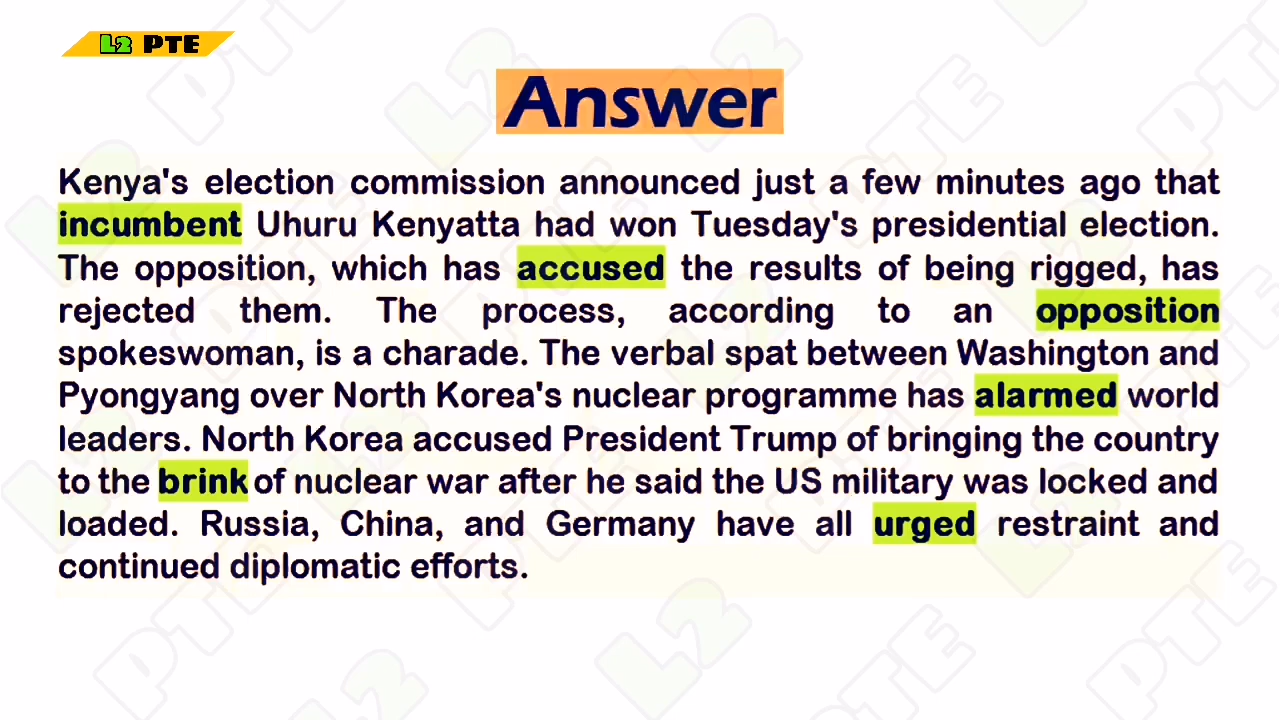 L2 PTE
Answer
Kenya's election commission announced just a few minutes ago that
incumbent Uhuru Kenyatta had won Tuesday's presidential election.
The opposition, which has accused the results of being rigged, has
rejected them. The process, according to an opposition
spokeswoman, is a charade. The verbal spat between Washington and
Pyongyang over North Korea's nuclear programme has alarmed world
leaders. North Korea accused President Trump of bringing the country
to the brink of nuclear war after he said the US military was locked and
loaded. Russia, China, and Germany have all urged restraint and
continued diplomatic efforts.